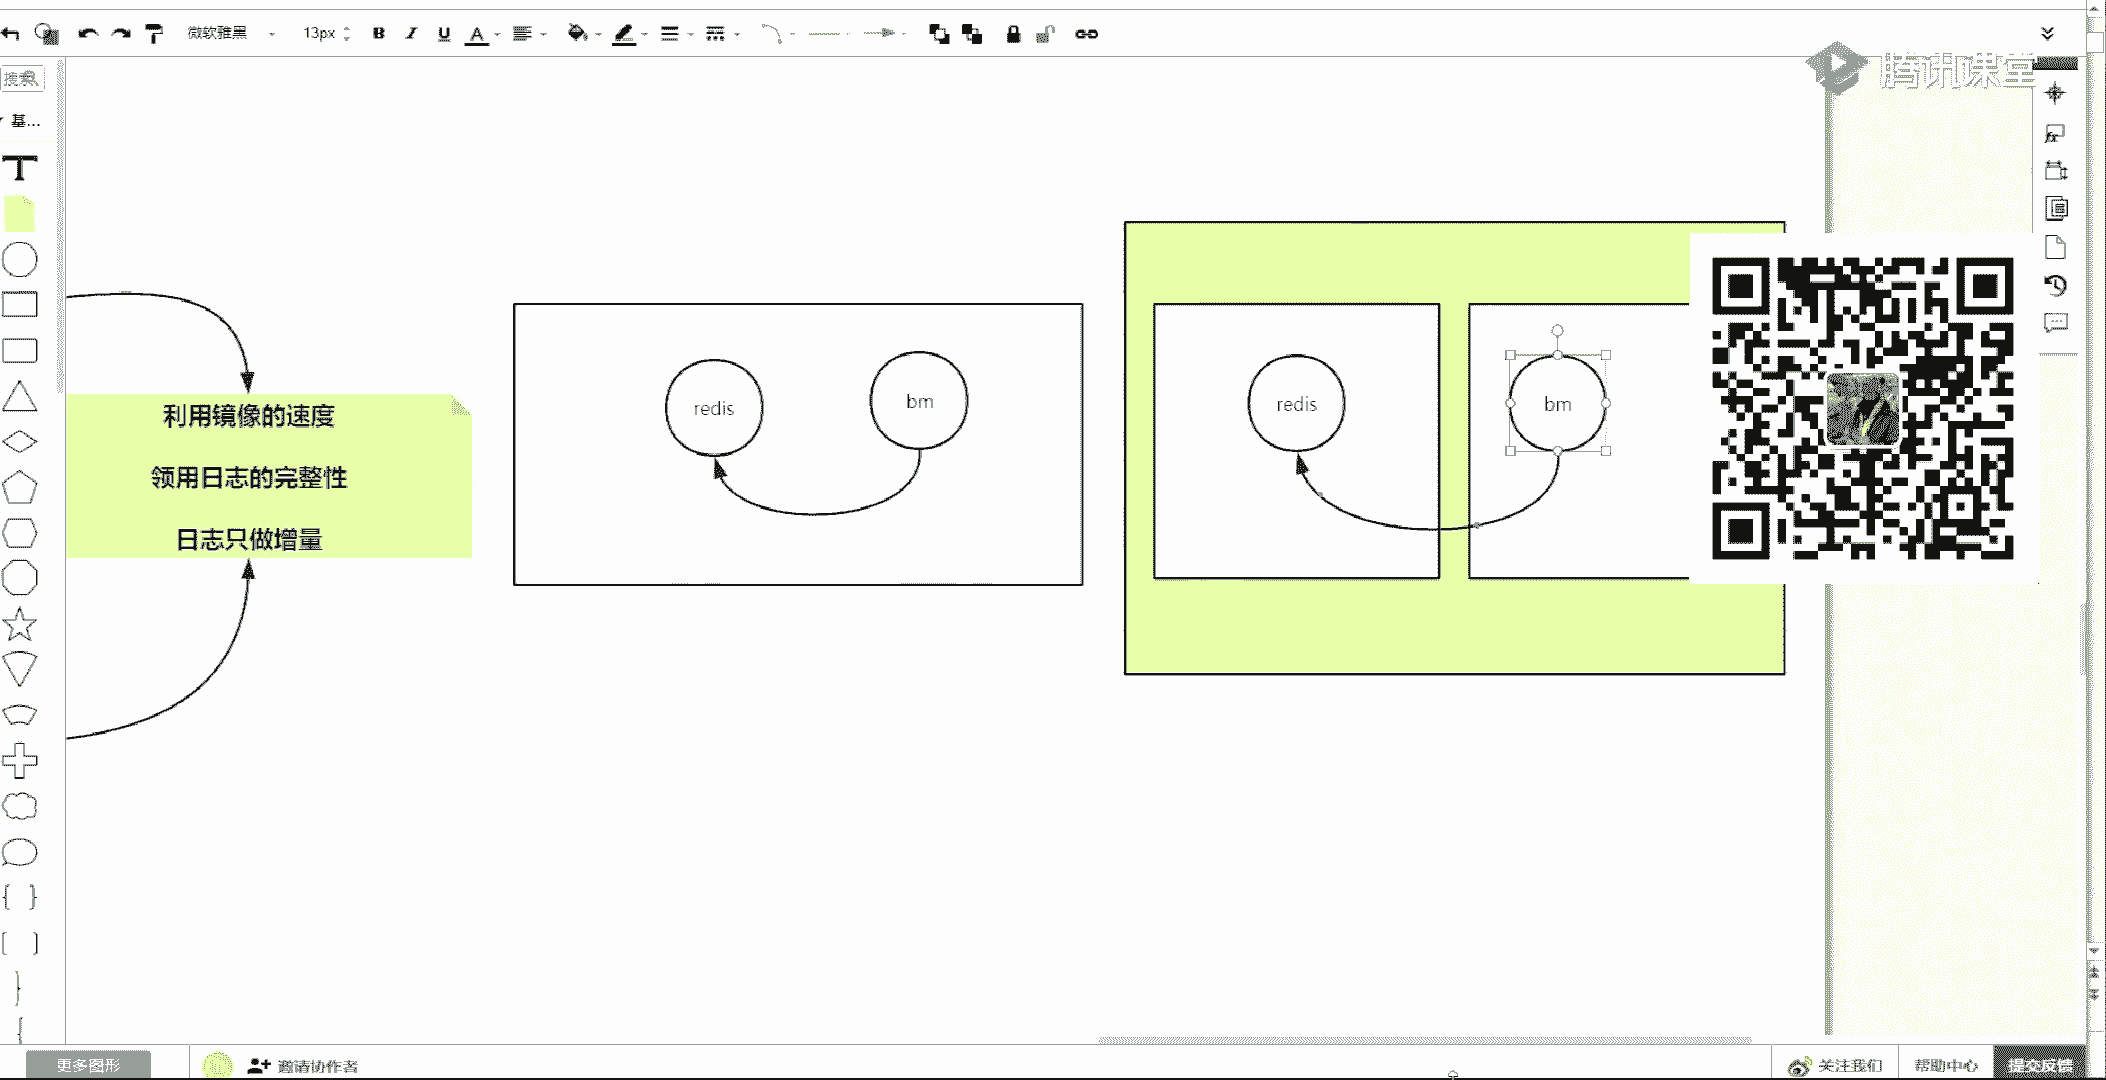 微软雅黑 13px B I U A
腾讯课堂
搜索
基...
T
fx
利用镜像的速度
领用日志的完整性
日志只做增量
redis
bm
redis
bm
更多图形
邀请协作者
关注我们
帮助中心
提交反馈